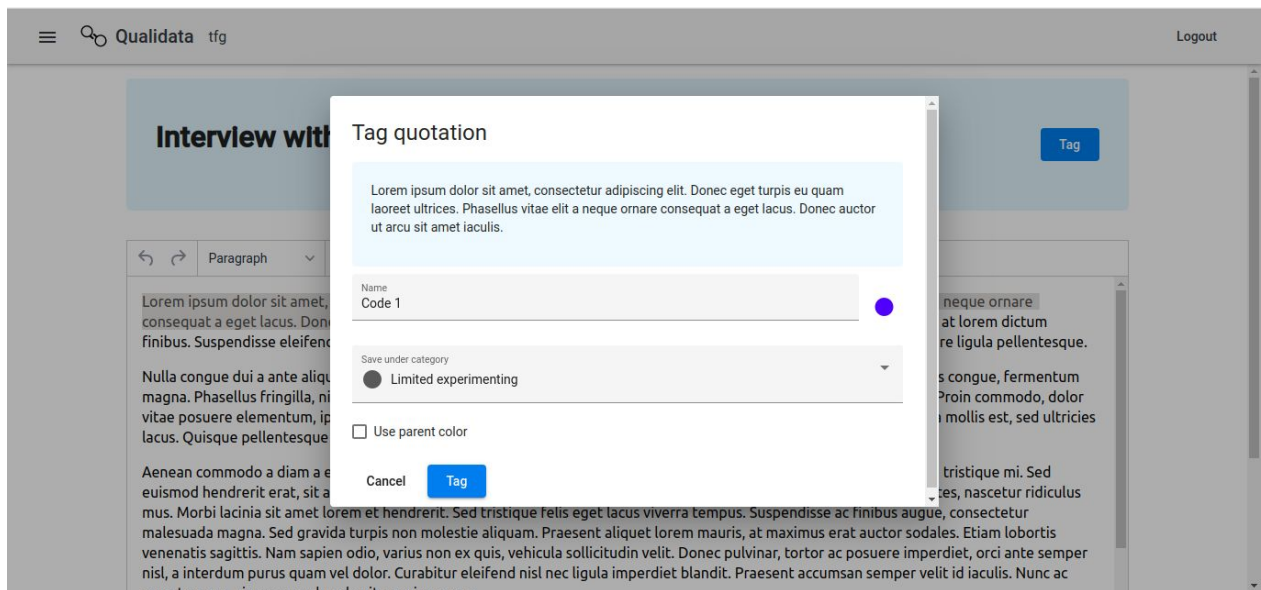 Qualidata tfg
Logout
Interview with
Tag
Tag quotation
Lorem ipsum dolor sit amet, consectetur adipiscing elit. Donec eget turpis eu quam
laoreet ultrices. Phasellus vitae elit a neque ornare consequat a eget lacus. Donec auctor
ut arcu sit amet iaculis.
Name
Code 1
Save under category
Limited experimenting
Use parent color
Cancel Tag
Paragraph
Lorem ipsum dolor sit amet, neque ornare
consequat a eget lacus. at lorem dictum
finibus. Suspendisse ligula pellentesque.
Nulla congue dui a ante congue, fermentum
magna. Phasellus fringilla, Proin commodo, dolor
vitae posuere elementum, mollis est, sed ultricies
lacus. Quisque pellentesque
Aenean commodo a diam a tristique mi. Sed
euismod hendrerit erat, sit nascetur ridiculus
mus. Morbi lacinia sit amet lorem et hendrerit. Sed tristique felis eget lacus viverra tempus. Suspendisse ac finibus augue, consectetur
malesuada magna. Sed gravida turpis non molestie aliquam. Praesent aliquet lorem mauris, at maximus erat auctor sodales. Etiam lobortis
venenatis sagittis. Nam sapien odio, varius non ex quis, vehicula sollicitudin velit. Donec pulvinar, tortor ac posuere imperdiet, orci ante semper
nisl, a interdum purus quam vel dolor. Curabitur eleifend nisl nec ligula imperdiet blandit. Praesent accumsan semper velit id iaculis. Nunc ac